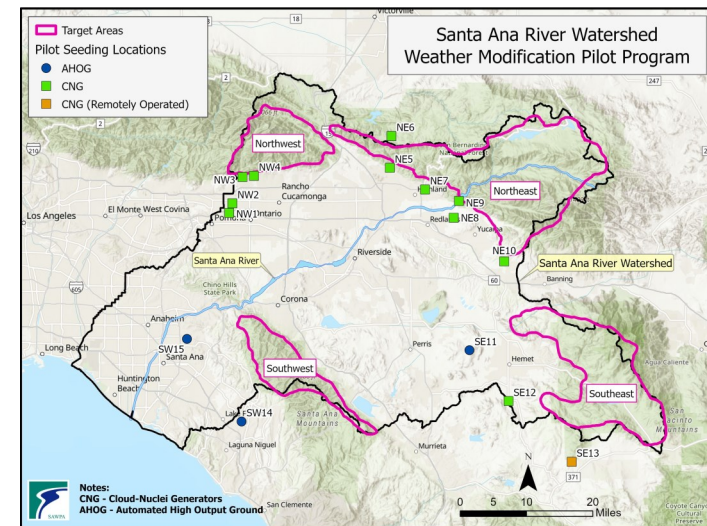 Santa Ana River Watershed
Weather Modification Pilot Program
Target Areas
Pilot Seeding Locations
AHOG
CNG
CNG (Remotely Operated)
Victorville
247
2
2
210
15
Northwest
NE6
NE5
NW3
NW4
NE7
Northeast
NW2
NW1
Rancho
Cucamonga
Ontario
NE9
NE8
Yucaipa
Los Angeles
El Monte
West Covina
NE10
Riverside
Santa Ana River
Santa Ana River Watershed
60
Banning
605
Chino Hills
State Park
Corona
Anaheim
Long Beach
SW15
Santa Ana
Perris
SE11
Hemet
Agua Caliente
Huntington
Beach
Southwest
Southeast
SE12
SW14
Santa Ana
Mountains
Laguna Niguel
Murrieta
SE13
371
San Clemente
N
0 5 10 20
Miles
SAWPA
Notes:
CNG - Cloud-Nuclei Generators
AHOG - Automated High Output Ground